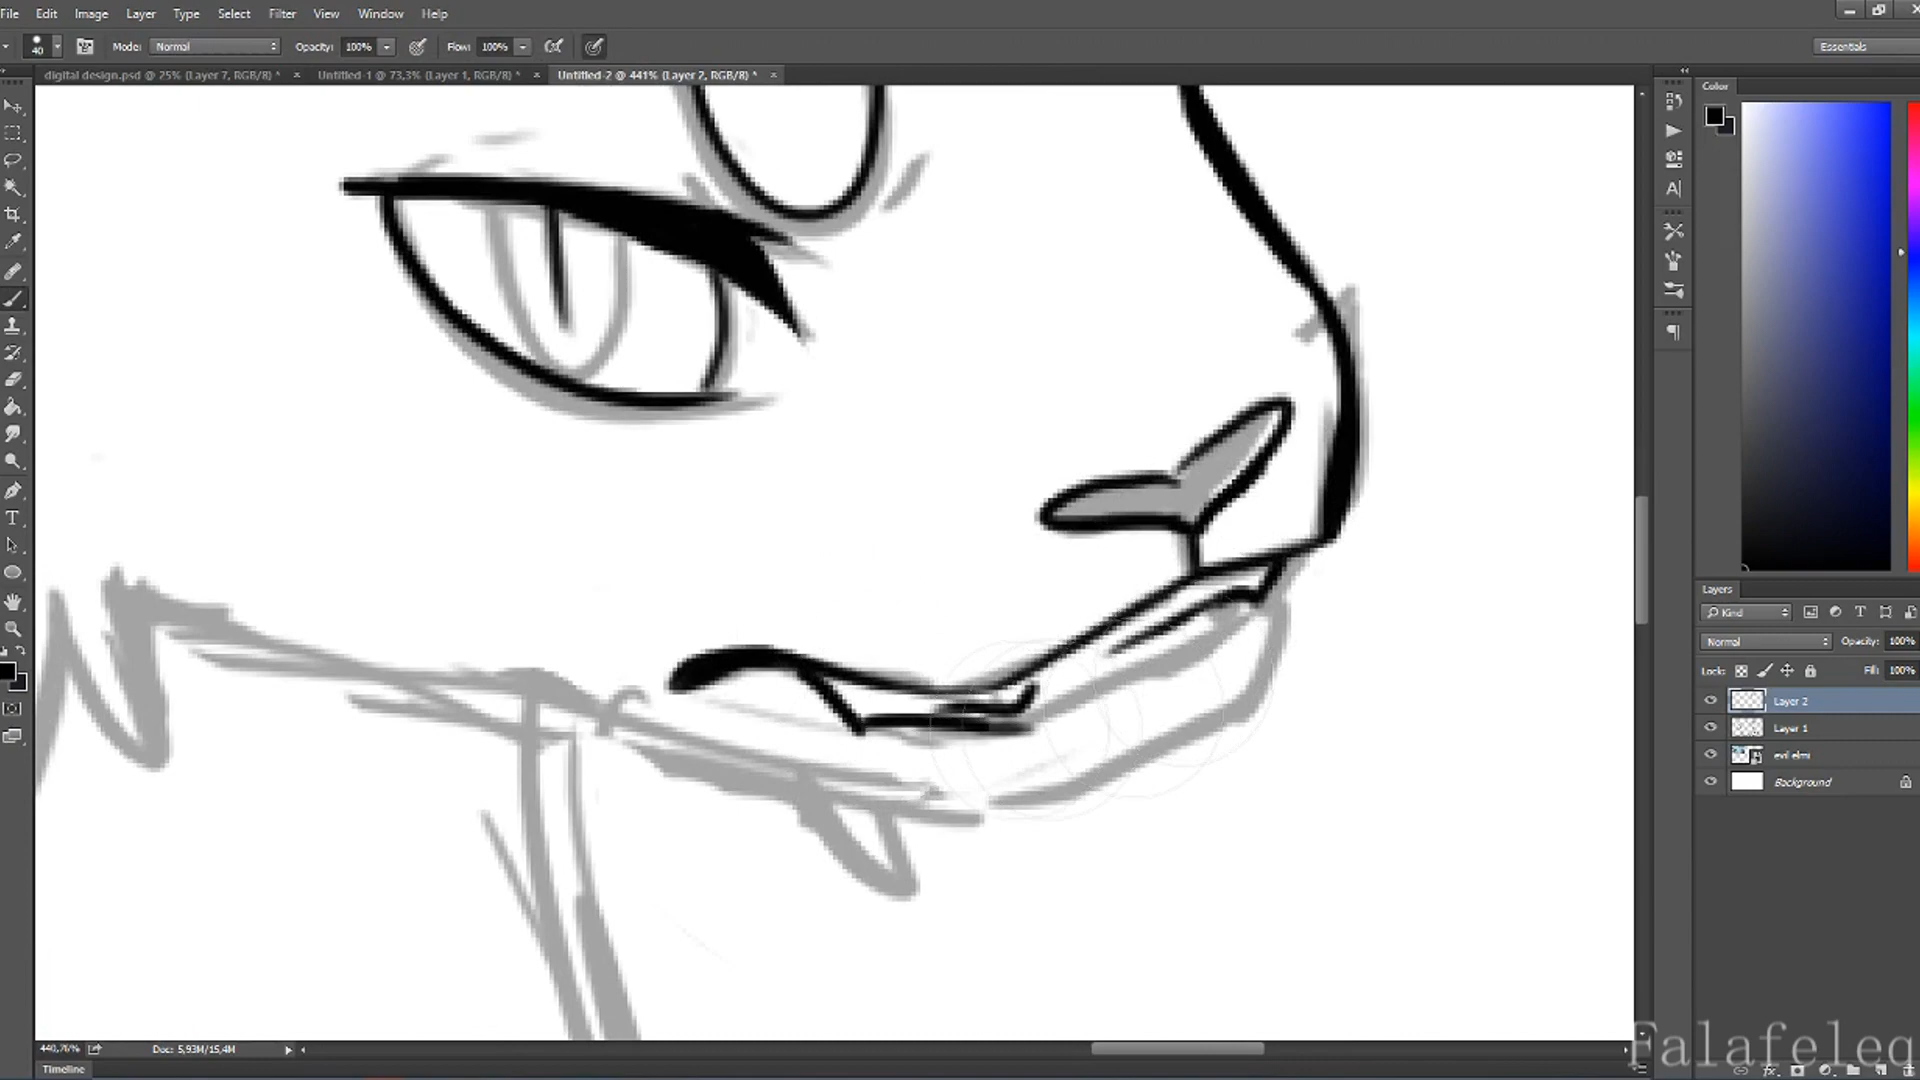 File Edit Image Layer Type Select Filter View Window Help
40 Mode: Normal Opacity: 100% Flow: 100% Essentials
digital design.psd @ 25% (Layer 7, RGB/8) * × Untitled-1 @ 73,3% (Layer 1, RGB/8) * × Untitled-2 @ 441% (Layer 2, RGB/8) * ×
Color
Layers
Kind
Normal Opacity: 100%
Lock: Fill: 100%
Layer 2
Layer 1
evil elmi
Background
440,76% Doc: 5,93M/15,4M
Timeline
Falafeleq